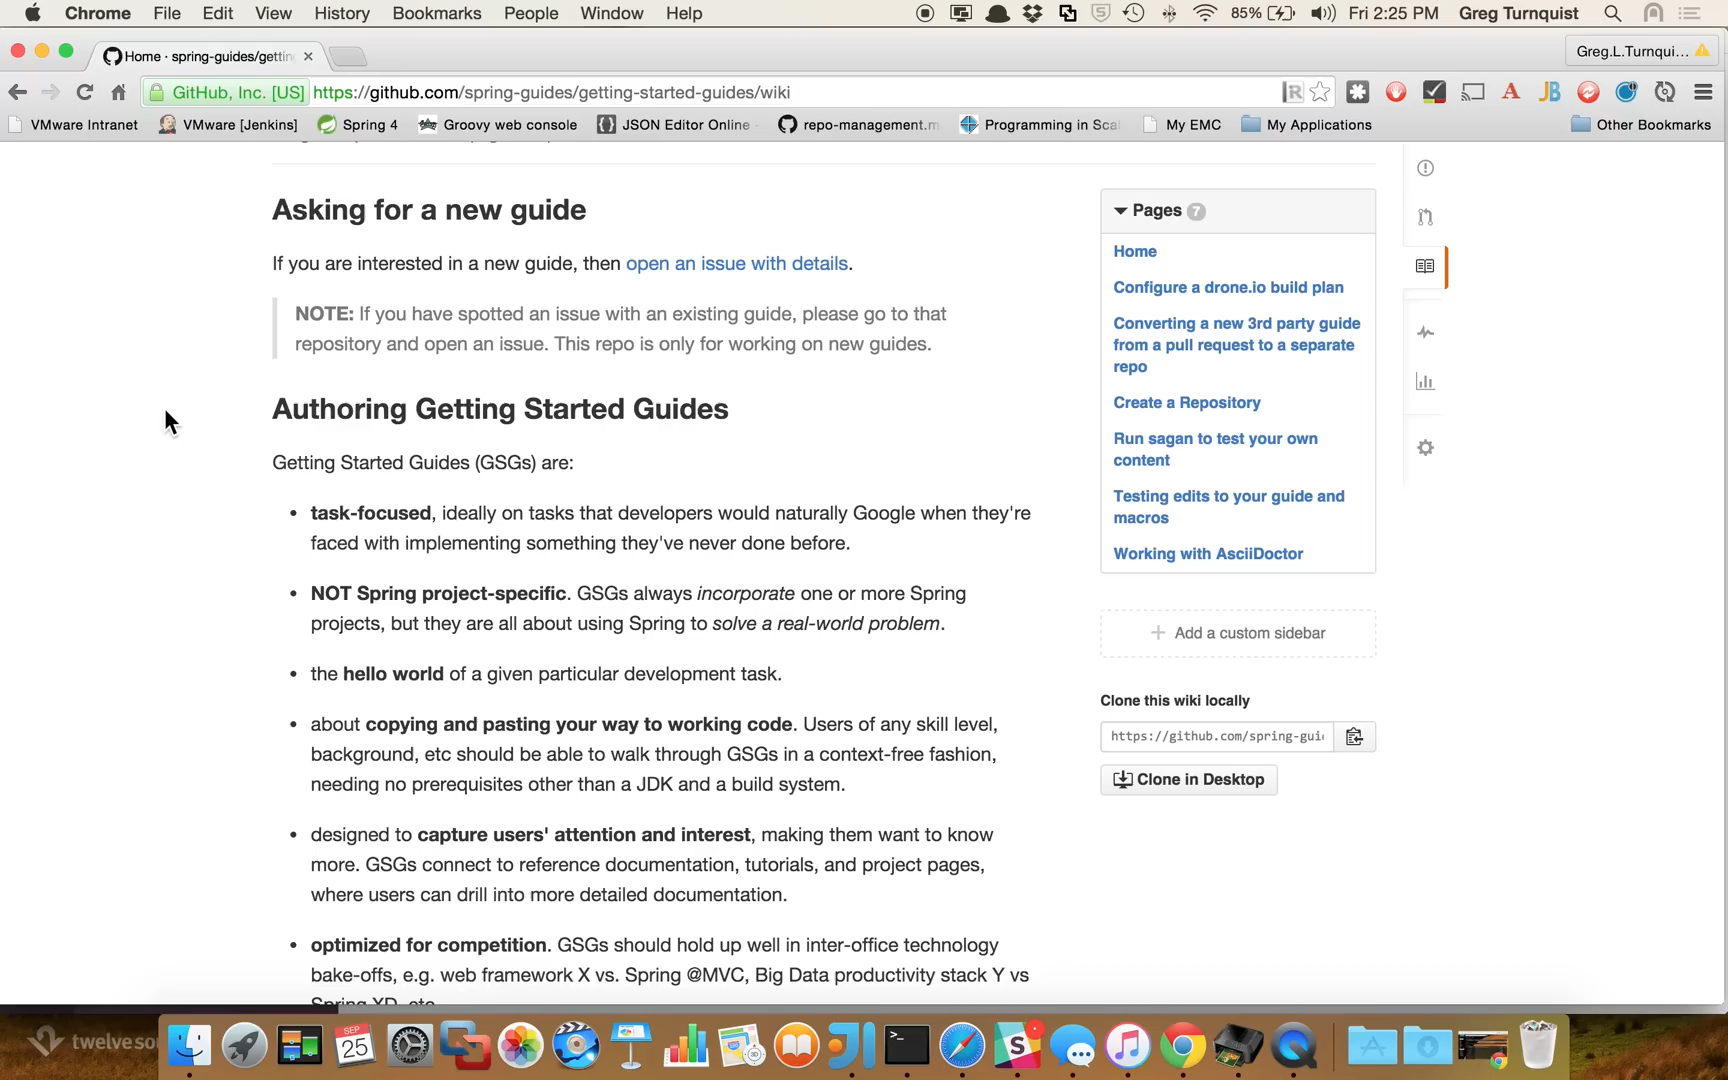 Chrome File Edit View History Bookmarks People Window Help 85% Fri 2:25 PM Greg Turnquist
Home · spring-guides/gettin
Greg.L.Turnqui...
GitHub, Inc. [US] https://github.com/spring-guides/getting-started-guides/wiki
VMware Intranet VMware [Jenkins] Spring 4 Groovy web console JSON Editor Online repo-management.m Programming in Sca My EMC My Applications Other Bookmarks
Asking for a new guide
If you are interested in a new guide, then open an issue with details.
NOTE: If you have spotted an issue with an existing guide, please go to that
repository and open an issue. This repo is only for working on new guides.
Authoring Getting Started Guides
Getting Started Guides (GSGs) are:
• task-focused, ideally on tasks that developers would naturally Google when they're
faced with implementing something they've never done before.
• NOT Spring project-specific. GSGs always incorporate one or more Spring
projects, but they are all about using Spring to solve a real-world problem.
• the hello world of a given particular development task.
• about copying and pasting your way to working code. Users of any skill level,
background, etc should be able to walk through GSGs in a context-free fashion,
needing no prerequisites other than a JDK and a build system.
• designed to capture users' attention and interest, making them want to know
more. GSGs connect to reference documentation, tutorials, and project pages,
where users can drill into more detailed documentation.
• optimized for competition. GSGs should hold up well in inter-office technology
bake-offs, e.g. web framework X vs. Spring @MVC, Big Data productivity stack Y vs
Spring XD, etc.
Pages 7
Home
Configure a drone.io build plan
Converting a new 3rd party guide
from a pull request to a separate
repo
Create a Repository
Run sagan to test your own
content
Testing edits to your guide and
macros
Working with AsciiDoctor
Add a custom sidebar
Clone this wiki locally
https://github.com/spring-gui
Clone in Desktop
twelveso
SEP
25